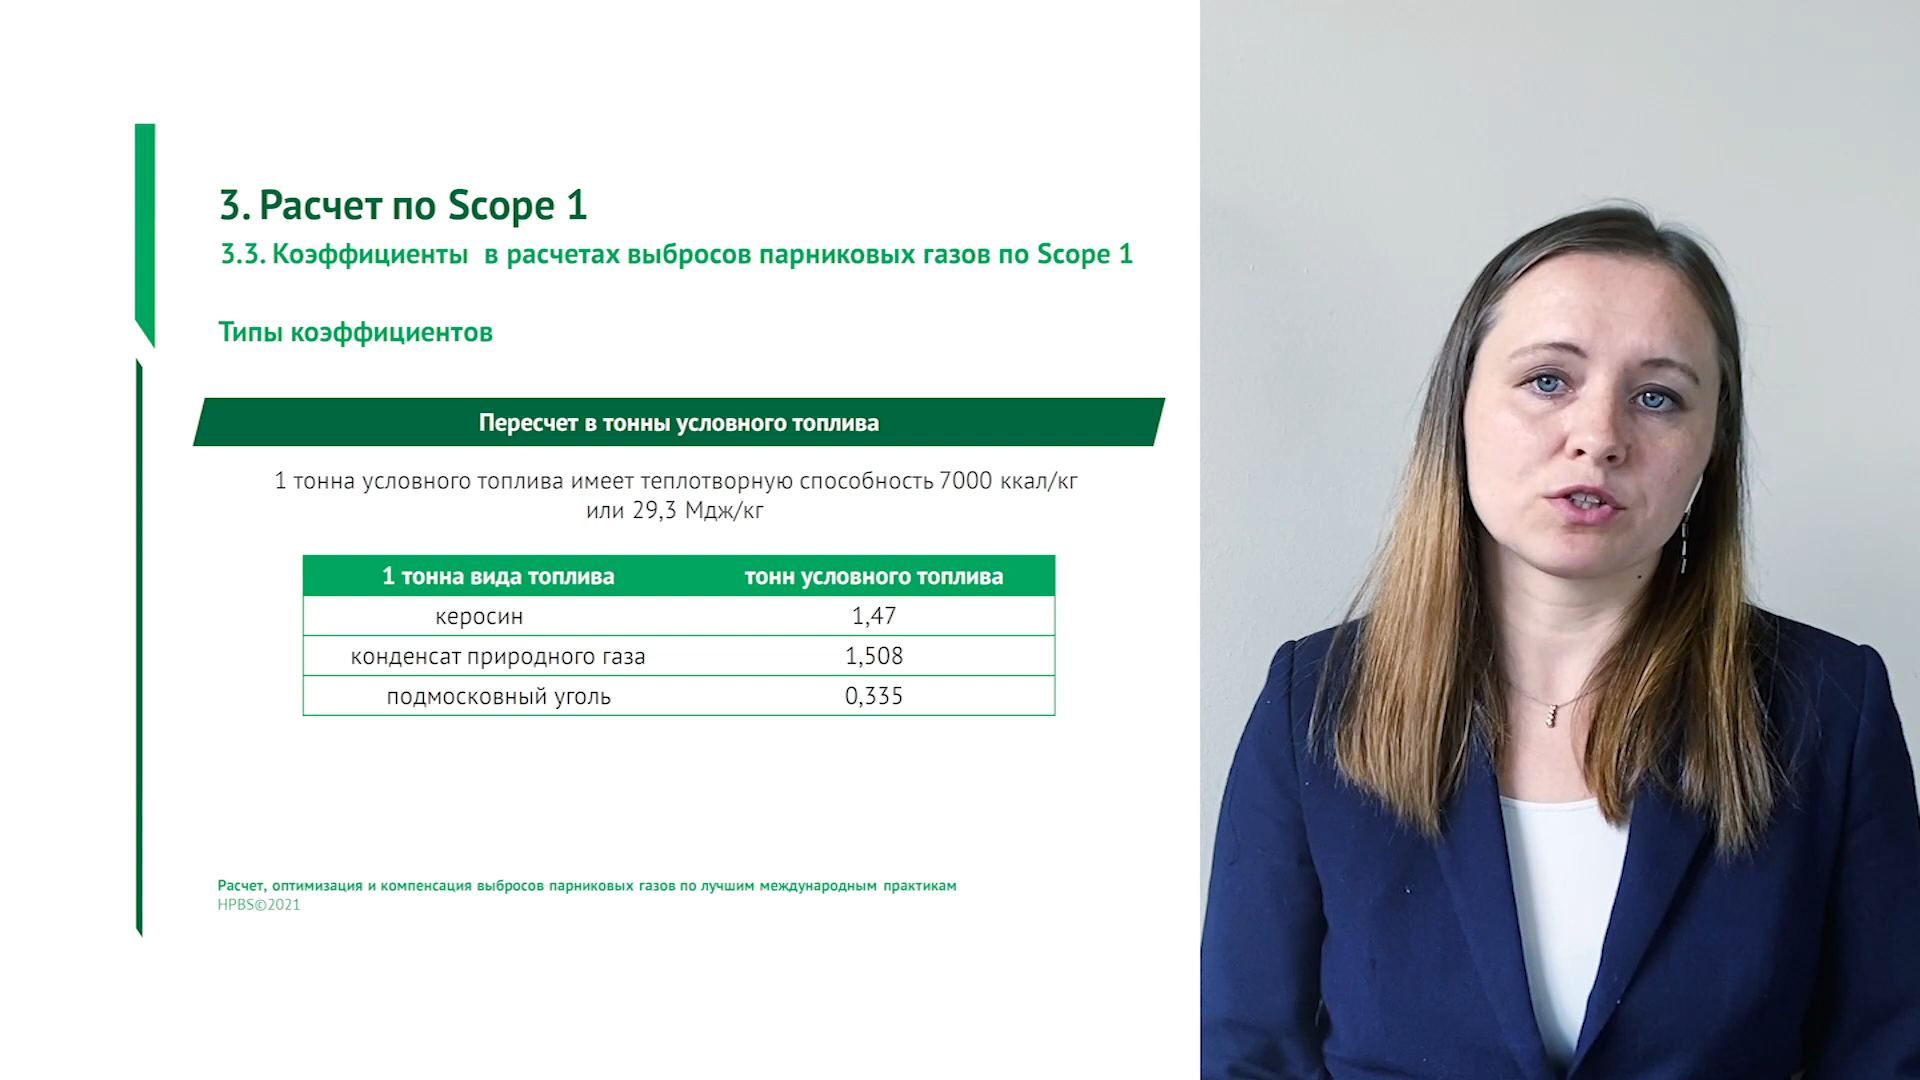 3. Расчет по Scope 1
3.3. Коэффициенты в расчетах выбросов парниковых газов по Scope 1
Типы коэффициентов
Пересчет в тонны условного топлива
1 тонна условного топлива имеет теплотворную способность 7000 ккал/кг
или 29,3 Мдж/кг
1 тонна вида топлива тонн условного топлива
керосин 1,47
конденсат природного газа 1,508
подмосковный уголь 0,335
Расчет, оптимизация и компенсация выбросов парниковых газов по лучшим международным практикам
HPBS©2021